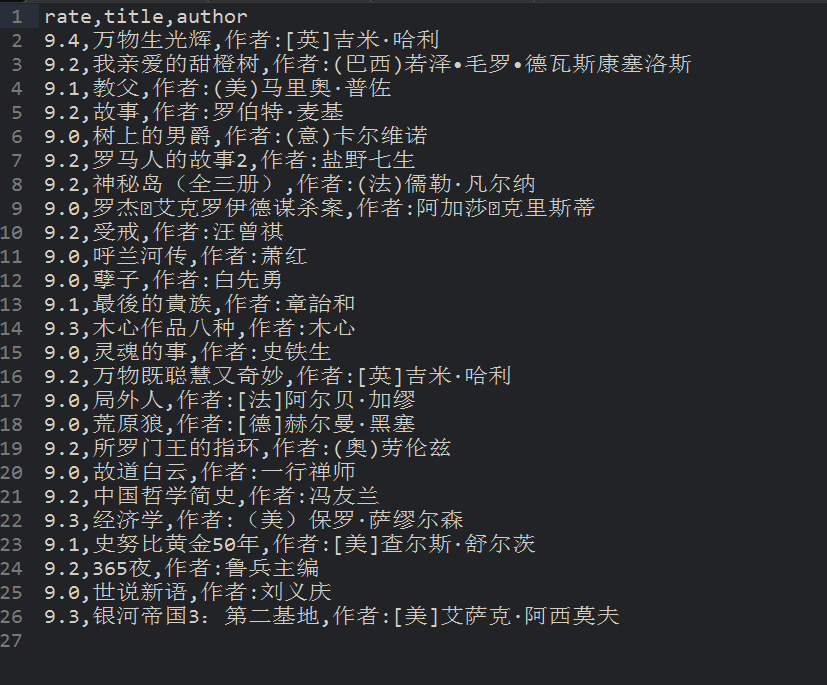 1 rate,title,author
2 9.4,万物生光辉,作者:[英]吉米·哈利
3 9.2,我亲爱的甜橙树,作者:(巴西)若泽•毛罗•德瓦斯康塞洛斯
4 9.1,教父,作者:(美)马里奥·普佐
5 9.2,故事,作者:罗伯特·麦基
6 9.0,树上的男爵,作者:(意)卡尔维诺
7 9.2,罗马人的故事2,作者:盐野七生
8 9.2,神秘岛（全三册）,作者:(法)儒勒·凡尔纳
9 9.0,罗杰艾克罗伊德谋杀案,作者:阿加莎克里斯蒂
10 9.2,受戒,作者:汪曾祺
11 9.0,呼兰河传,作者:萧红
12 9.0,孽子,作者:白先勇
13 9.1,最後的貴族,作者:章詒和
14 9.3,木心作品八种,作者:木心
15 9.0,灵魂的事,作者:史铁生
16 9.2,万物既聪慧又奇妙,作者:[英]吉米·哈利
17 9.0,局外人,作者:[法]阿尔贝·加缪
18 9.0,荒原狼,作者:[德]赫尔曼·黑塞
19 9.2,所罗门王的指环,作者:(奥)劳伦兹
20 9.0,故道白云,作者:一行禅师
21 9.2,中国哲学简史,作者:冯友兰
22 9.3,经济学,作者:（美）保罗·萨缪尔森
23 9.1,史努比黄金50年,作者:[美]查尔斯·舒尔茨
24 9.2,365夜,作者:鲁兵主编
25 9.0,世说新语,作者:刘义庆
26 9.3,银河帝国3：第二基地,作者:[美]艾萨克·阿西莫夫
27